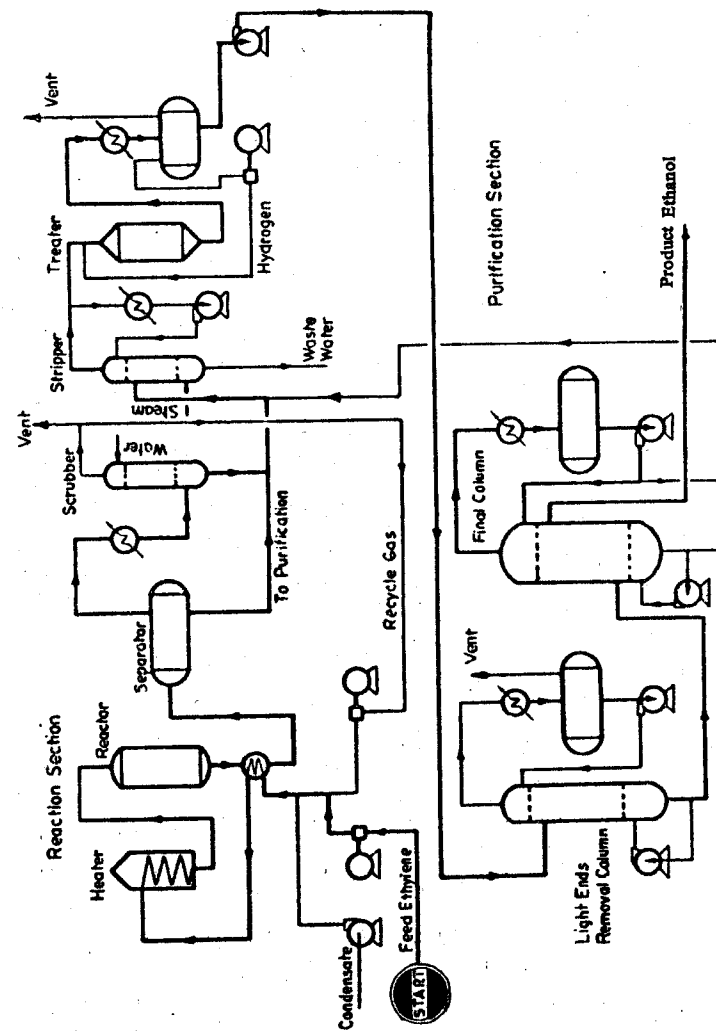 Reaction Section
Heater
Reactor
Separator
Scrubber
Vent
Water
Steam
Stripper
Treater
Vent
Hydrogen
Waste
Water
To Purification
Recycle Gas
Condensate
Feed Ethylene
START
Purification Section
Light Ends
Removal Column
Vent
Final Column
Product Ethanol